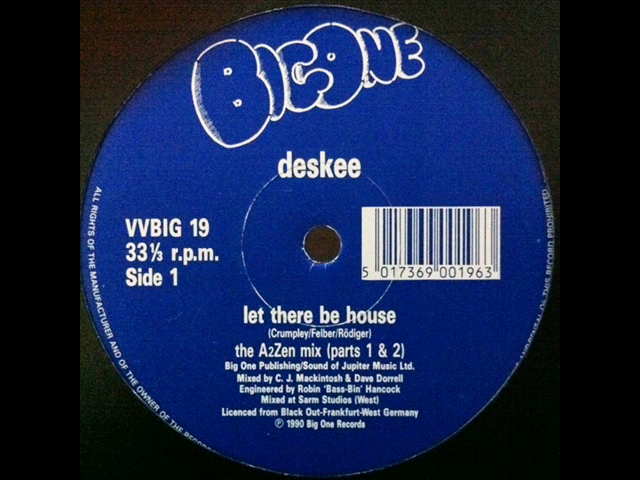 BIG ONE
deskee
VVBIG 19
33⅓ r.p.m.
Side 1
5 017369 001963
let there be house
(Crumpley/Felber/Rödiger)
the A2Zen mix (parts 1 & 2)
Big One Publishing/Sound of Jupiter Music Ltd.
Mixed by C. J. Mackintosh & Dave Dorrell
Engineered by Robin 'Bass-Bin' Hancock
Mixed at Sarm Studios (West)
Licenced from Black Out-Frankfurt-West Germany
℗ 1990 Big One Records
ALL RIGHTS OF THE MANUFACTURER AND OF THE OWNER OF THE RECORDED
OF THIS RECORD PROHIBITED